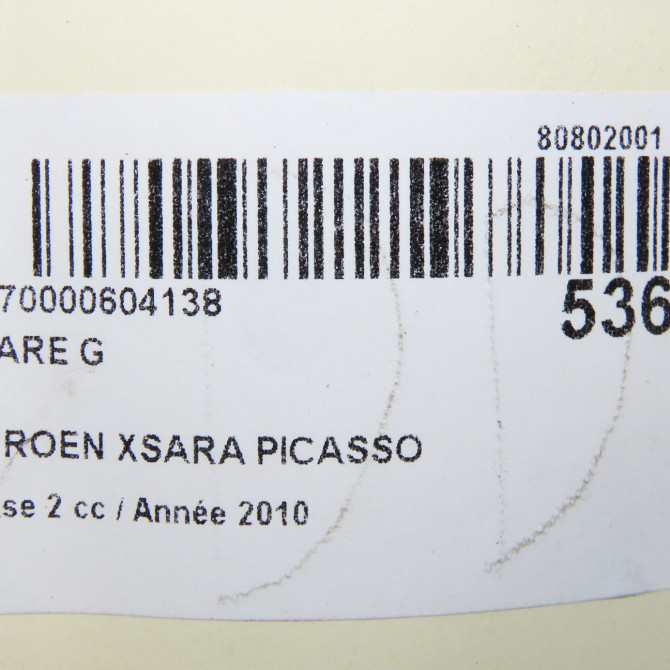 80802001
70000604138
536
ARE G
ROEN XSARA PICASSO
se 2 cc / Année 2010